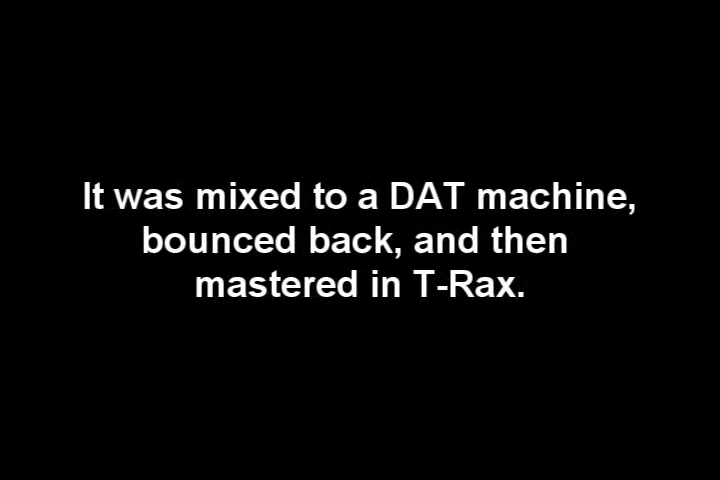 It was mixed to a DAT machine,
bounced back, and then
mastered in T-Rax.